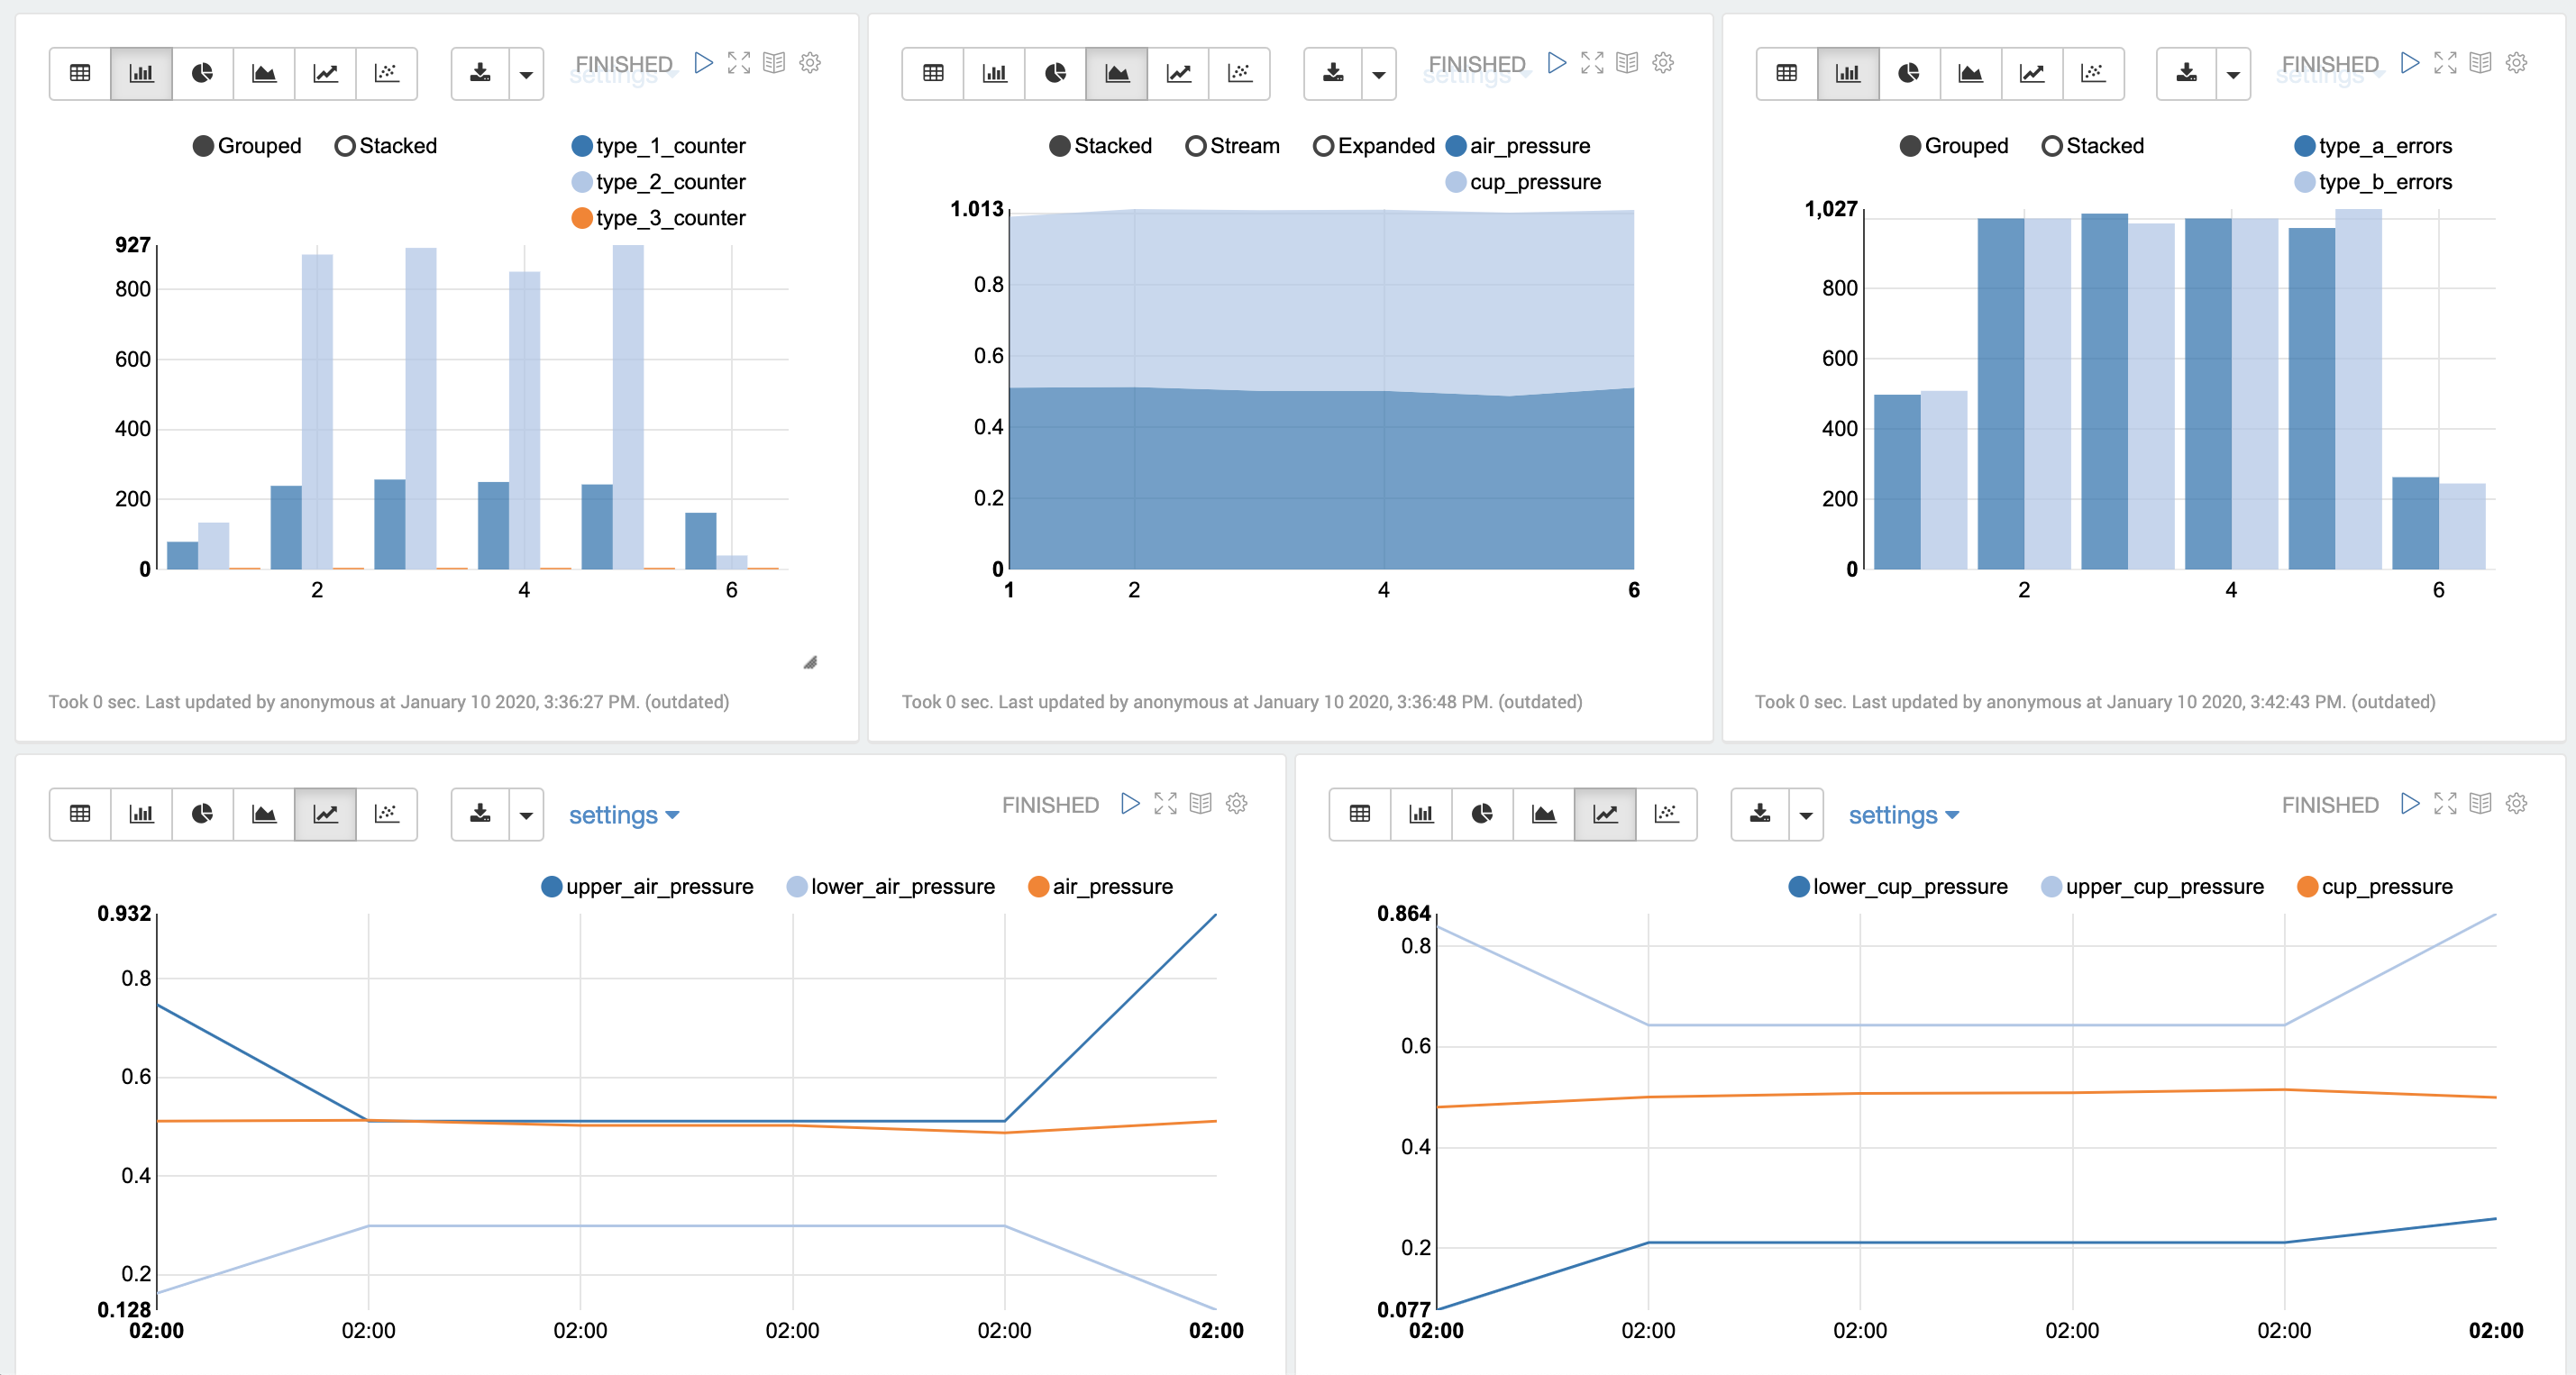 FINISHED
settings
Grouped Stacked type_1_counter
type_2_counter
type_3_counter
927
800
600
400
200
0
2 4 6
Took 0 sec. Last updated by anonymous at January 10 2020, 3:36:27 PM. (outdated)
FINISHED
settings
Stacked Stream Expanded air_pressure
cup_pressure
1.013
0.8
0.6
0.4
0.2
0
1 2 4 6
Took 0 sec. Last updated by anonymous at January 10 2020, 3:36:48 PM. (outdated)
FINISHED
settings
Grouped Stacked type_a_errors
type_b_errors
1,027
800
600
400
200
0
2 4 6
Took 0 sec. Last updated by anonymous at January 10 2020, 3:42:43 PM. (outdated)
settings FINISHED
upper_air_pressure lower_air_pressure air_pressure
0.932
0.8
0.6
0.4
0.2
0.128
02:00 02:00 02:00 02:00 02:00 02:00
settings FINISHED
lower_cup_pressure upper_cup_pressure cup_pressure
0.864
0.8
0.6
0.4
0.2
0.077
02:00 02:00 02:00 02:00 02:00 02:00